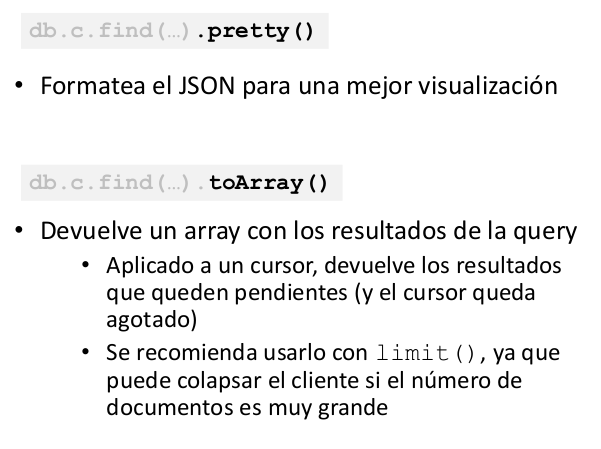 db.c.find(…).pretty()
• Formatea el JSON para una mejor visualización
db.c.find(…).toArray()
• Devuelve un array con los resultados de la query
• Aplicado a un cursor, devuelve los resultados
que queden pendientes (y el cursor queda
agotado)
• Se recomienda usarlo con limit(), ya que
puede colapsar el cliente si el número de
documentos es muy grande